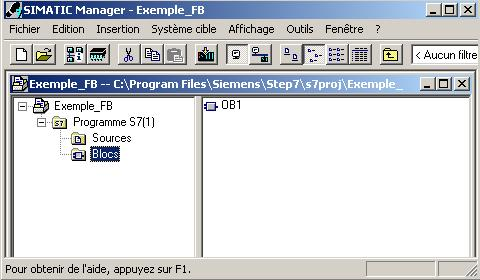 SIMATIC Manager - Exemple_FB
Fichier Edition Insertion Système cible Affichage Outils Fenêtre ?
< Aucun filtre
Exemple_FB -- C:\Program Files\Siemens\Step7\s7proj\Exemple_
Exemple_FB
Programme S7(1)
Sources
Blocs
OB1
Pour obtenir de l'aide, appuyez sur F1.